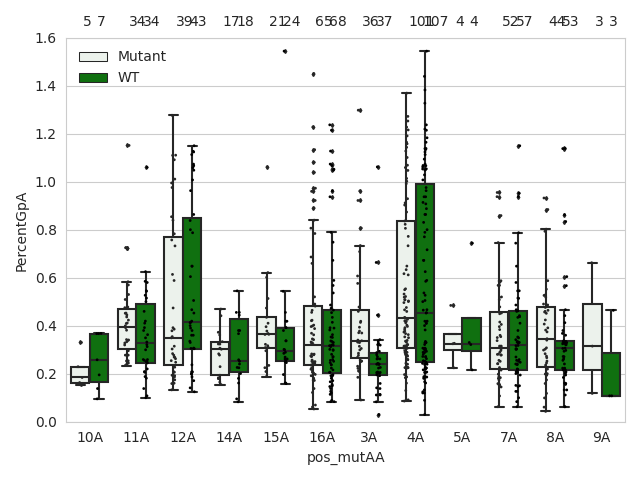 5 7 34 34 39 43 17 18 21 24 65 68 36 37 101 107 4 4 52 57 44 53 3 3
1.6
Mutant
WT
1.4
1.2
1.0
0.8
0.6
0.4
0.2
0.0
PercentGpA
10A 11A 12A 14A 15A 16A 3A 4A 5A 7A 8A 9A
pos_mutAA